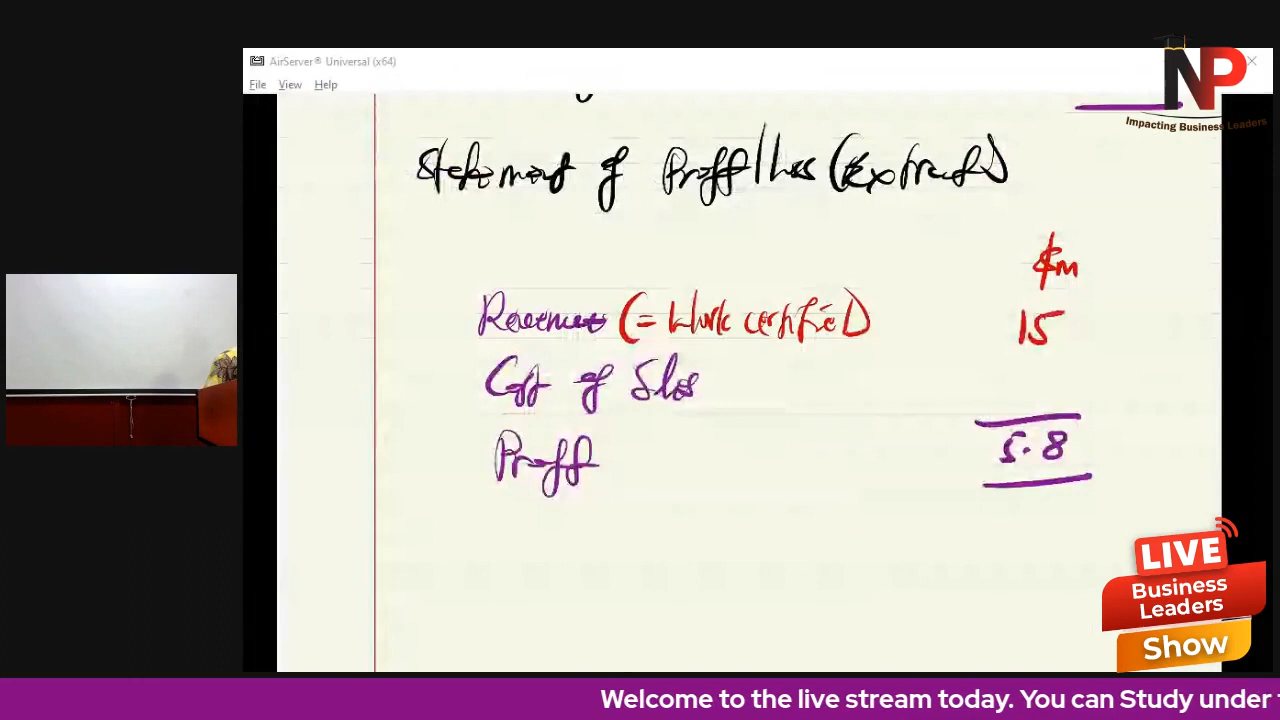 AirServer® Universal (x64)
File View Help
NP
Impacting Business Leaders
Statement of Profit/Loss (Extract)
$m
Revenue (= Work certified) 15
Cost of Sales
Profit 5.8
LIVE
Business
Leaders
Show
Welcome to the live stream today. You can Study under